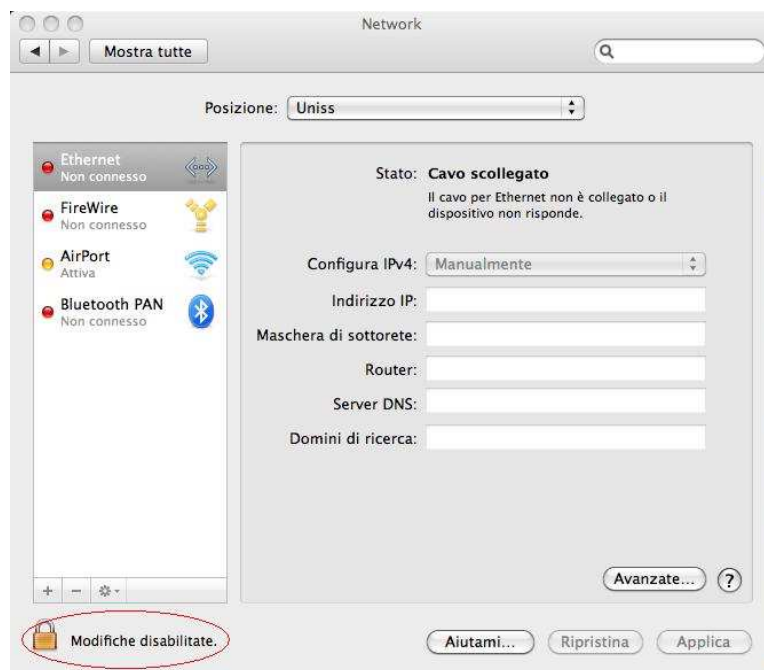 Network
Mostra tutte
Posizione: Uniss
Ethernet
Non connesso
FireWire
Non connesso
AirPort
Attiva
Bluetooth PAN
Non connesso
Stato: Cavo scollegato
Il cavo per Ethernet non è collegato o il
dispositivo non risponde.
Configura IPv4: Manualmente
Indirizzo IP:
Maschera di sottorete:
Router:
Server DNS:
Domini di ricerca:
Avanzate... ?
Modifiche disabilitate.
Aiutami... Ripristina Applica